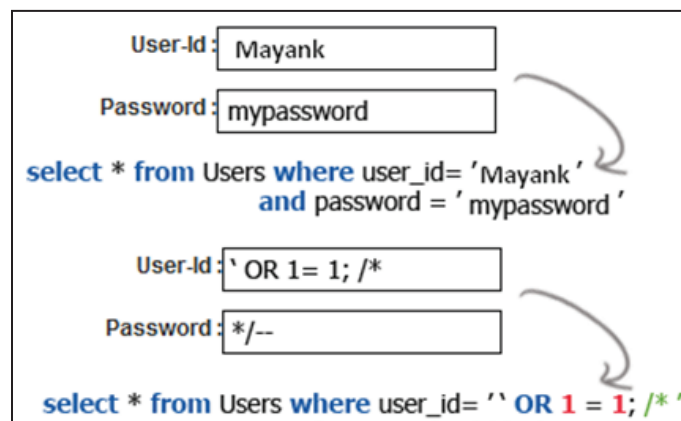 User-Id: Mayank
Password: mypassword
select * from Users where user_id= 'Mayank'
and password = ' mypassword '
User-Id: ` OR 1= 1; /*
Password: */--
select * from Users where user_id= '` OR 1 = 1; /* '